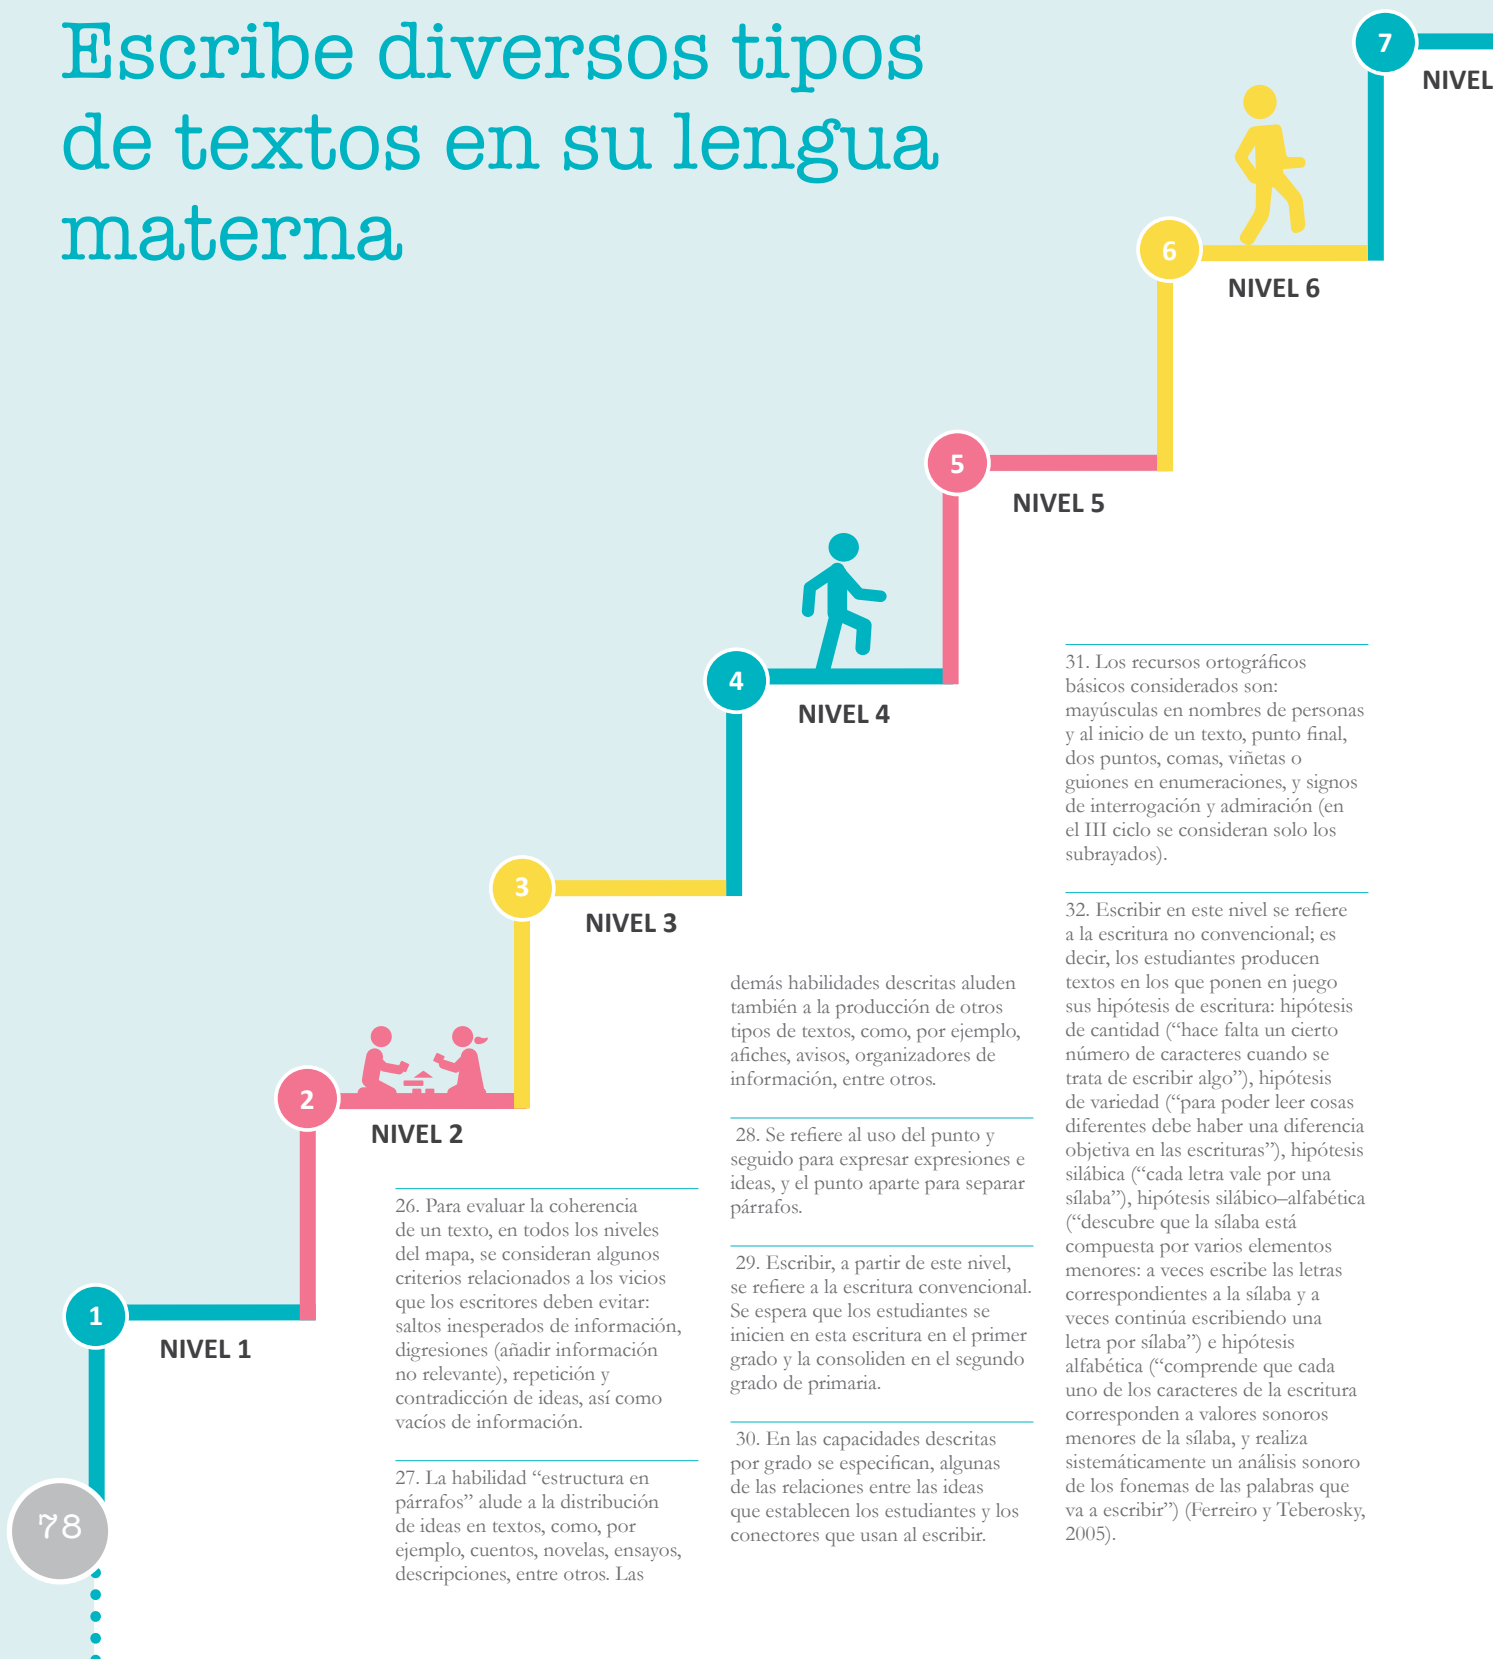 Escribe diversos tipos
de textos en su lengua
materna
7
NIVEL
6
NIVEL 6
5
NIVEL 5
4
NIVEL 4
3
NIVEL 3
2
NIVEL 2
1
NIVEL 1
26. Para evaluar la coherencia
de un texto, en todos los niveles
del mapa, se consideran algunos
criterios relacionados a los vicios
que los escritores deben evitar:
saltos inesperados de información,
digresiones (añadir información
no relevante), repetición y
contradicción de ideas, así como
vacíos de información.
27. La habilidad “estructura en
párrafos” alude a la distribución
de ideas en textos, como, por
ejemplo, cuentos, novelas, ensayos,
descripciones, entre otros. Las
demás habilidades descritas aluden
también a la producción de otros
tipos de textos, como, por ejemplo,
afiches, avisos, organizadores de
información, entre otros.
28. Se refiere al uso del punto y
seguido para expresar expresiones e
ideas, y el punto aparte para separar
párrafos.
29. Escribir, a partir de este nivel,
se refiere a la escritura convencional.
Se espera que los estudiantes se
inicien en esta escritura en el primer
grado y la consoliden en el segundo
grado de primaria.
30. En las capacidades descritas
por grado se especifican, algunas
de las relaciones entre las ideas
que establecen los estudiantes y los
conectores que usan al escribir.
31. Los recursos ortográficos
básicos considerados son:
mayúsculas en nombres de personas
y al inicio de un texto, punto final,
dos puntos, comas, viñetas o
guiones en enumeraciones, y signos
de interrogación y admiración (en
el III ciclo se consideran solo los
subrayados).
32. Escribir en este nivel se refiere
a la escritura no convencional; es
decir, los estudiantes producen
textos en los que ponen en juego
sus hipótesis de escritura: hipótesis
de cantidad (“hace falta un cierto
número de caracteres cuando se
trata de escribir algo”), hipótesis
de variedad (“para poder leer cosas
diferentes debe haber una diferencia
objetiva en las escrituras”), hipótesis
silábica (“cada letra vale por una
sílaba”), hipótesis silábico–alfabética
(“descubre que la sílaba está
compuesta por varios elementos
menores: a veces escribe las letras
correspondientes a la sílaba y a
veces continúa escribiendo una
letra por sílaba”) e hipótesis
alfabética (“comprende que cada
uno de los caracteres de la escritura
corresponden a valores sonoros
menores de la sílaba, y realiza
sistemáticamente un análisis sonoro
de los fonemas de las palabras que
va a escribir”) (Ferreiro y Teberosky,
2005).
78